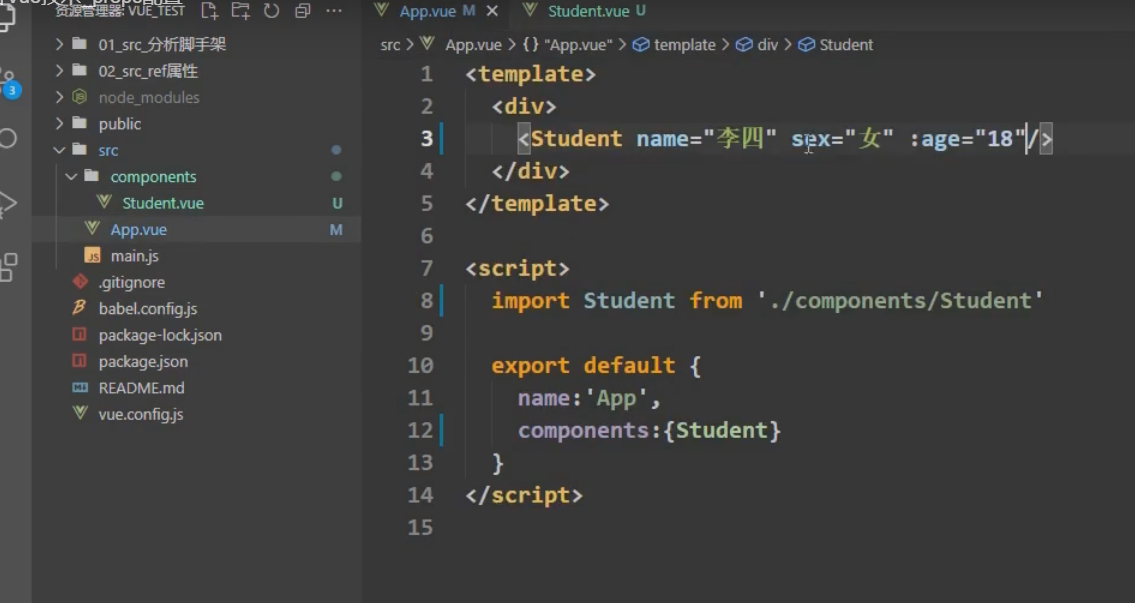 资源管理器: VUE_TEST
01_src_分析脚手架
02_src_ref属性
node_modules
public
src
components
Student.vue U
App.vue M
main.js
.gitignore
babel.config.js
package-lock.json
package.json
README.md
vue.config.js
3
App.vue M
Student.vue U
src > App.vue > {} "App.vue" > template > div > Student
1 <template>
2 <div>
3 <Student name="李四" sex="女" :age="18"/>
4 </div>
5 </template>
6
7 <script>
8 import Student from './components/Student'
9
10 export default {
11 name:'App',
12 components:{Student}
13 }
14 </script>
15